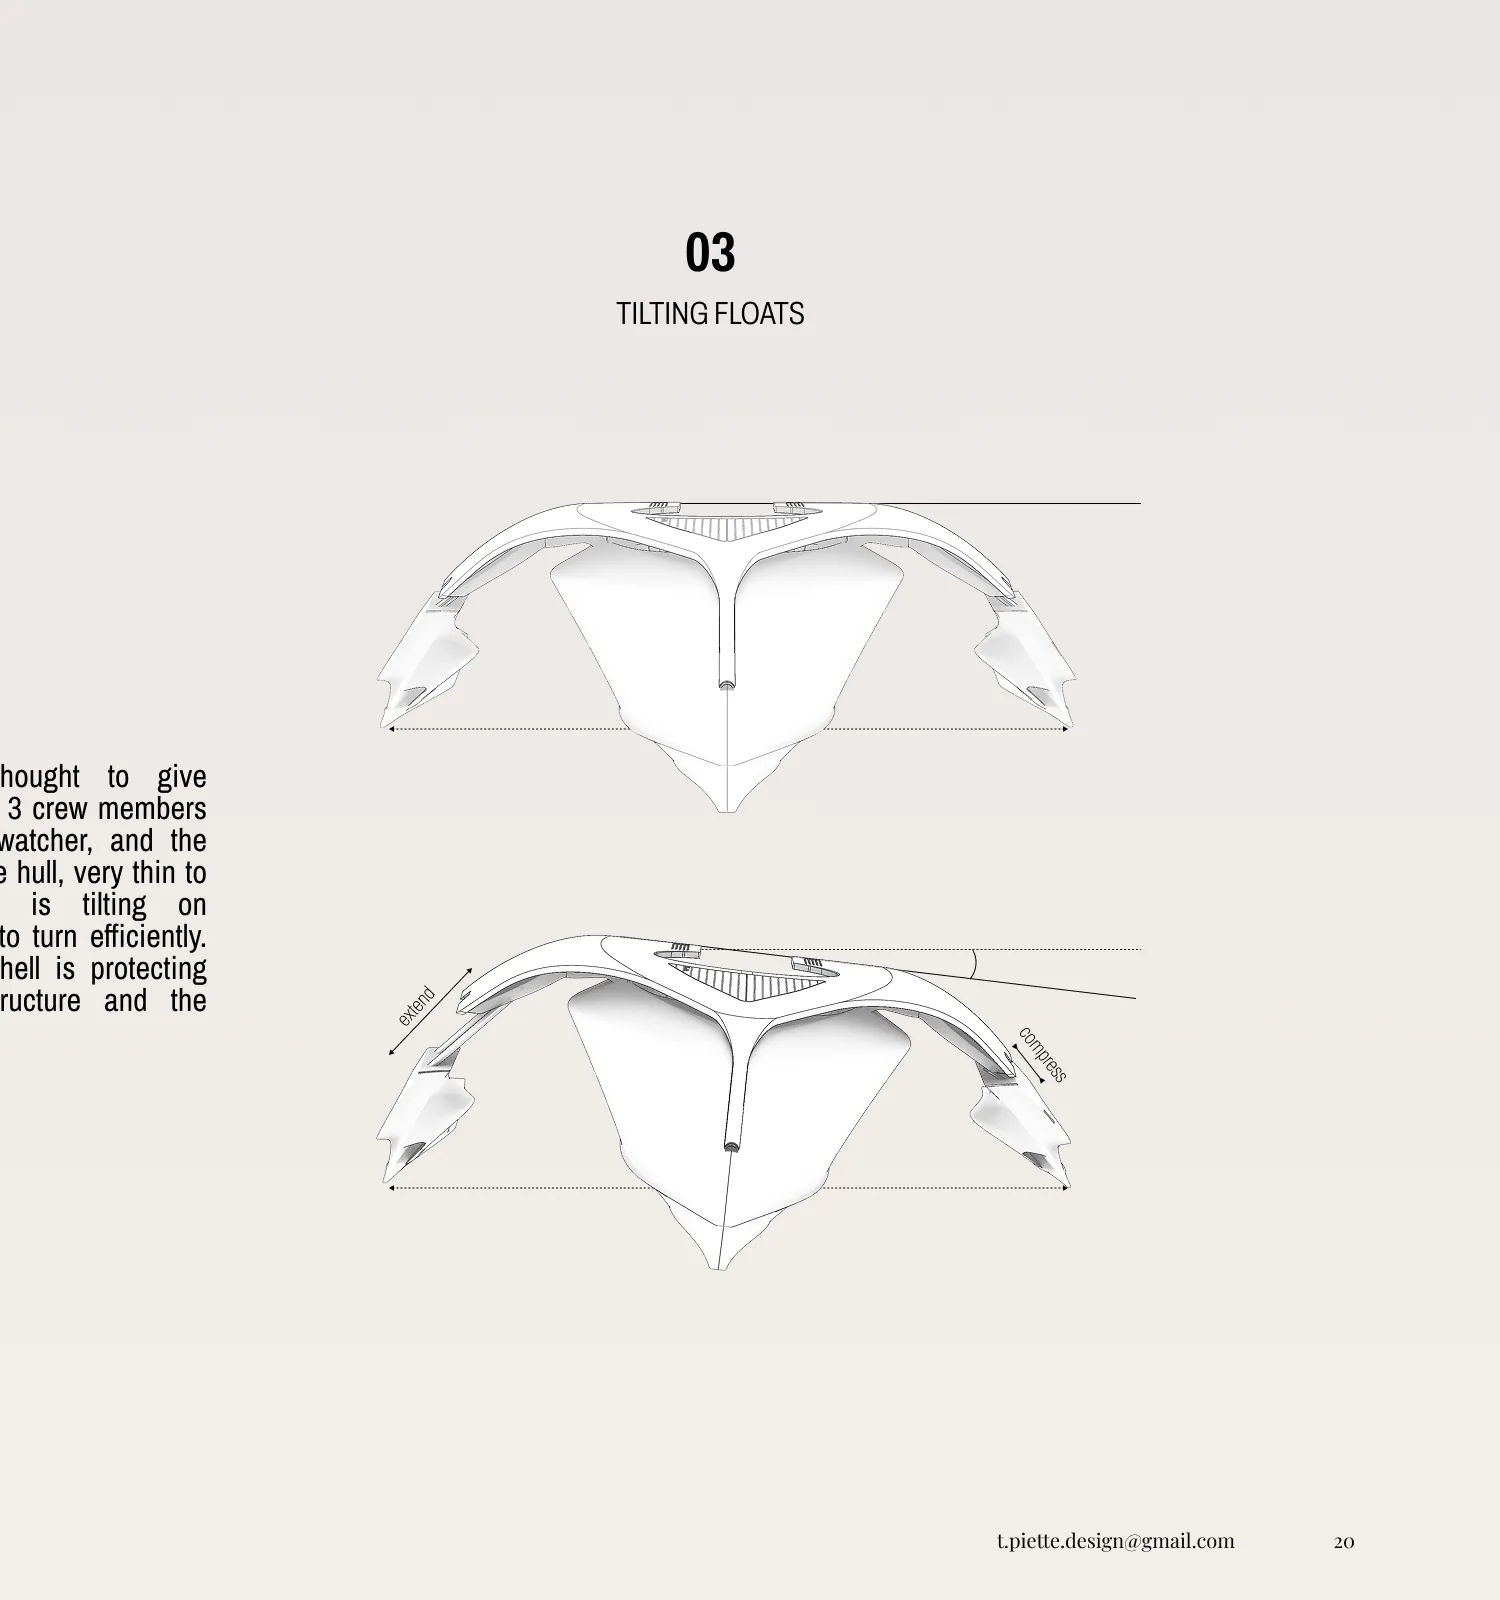 03
TILTING FLOATS
hought to give
3 crew members
watcher, and the
e hull, very thin to
is tilting on
to turn efficiently.
hell is protecting
ructure and the
extend
compress
t.piette.design@gmail.com
20